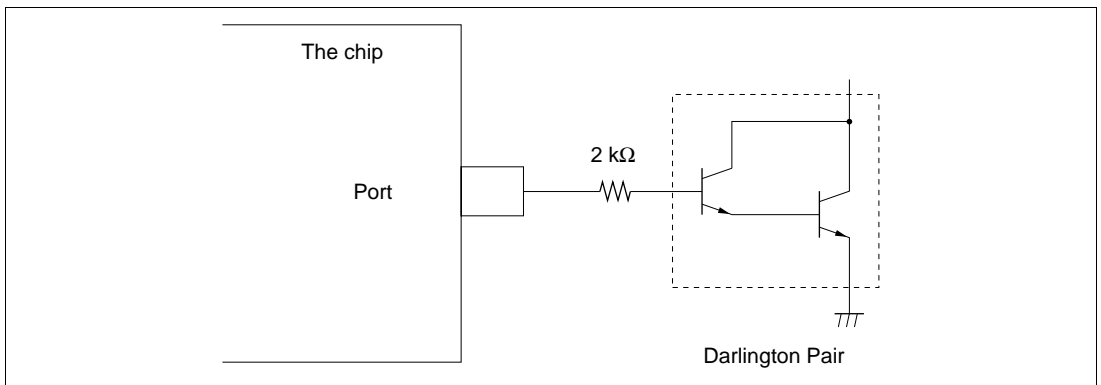 The chip
2 kΩ
Port
Darlington Pair